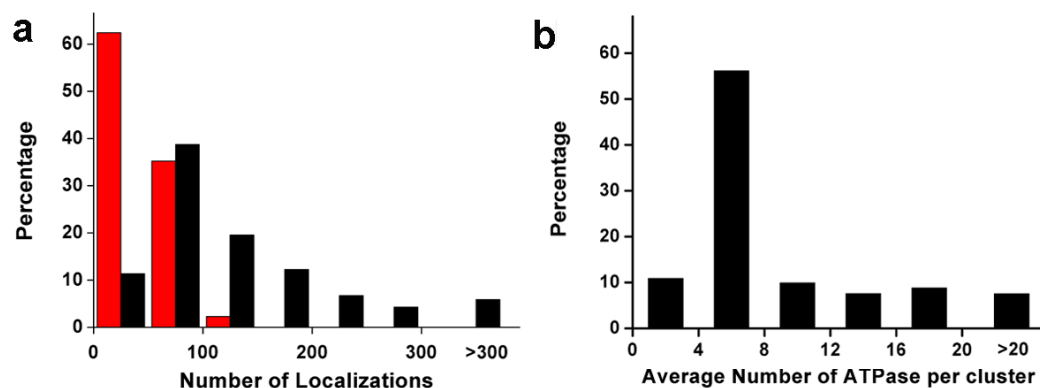 a
60
50
40
30
20
10
0
Percentage
0 100 200 300 >300
Number of Localizations
b
60
50
40
30
20
10
0
Percentage
0 4 8 12 16 20 >20
Average Number of ATPase per cluster